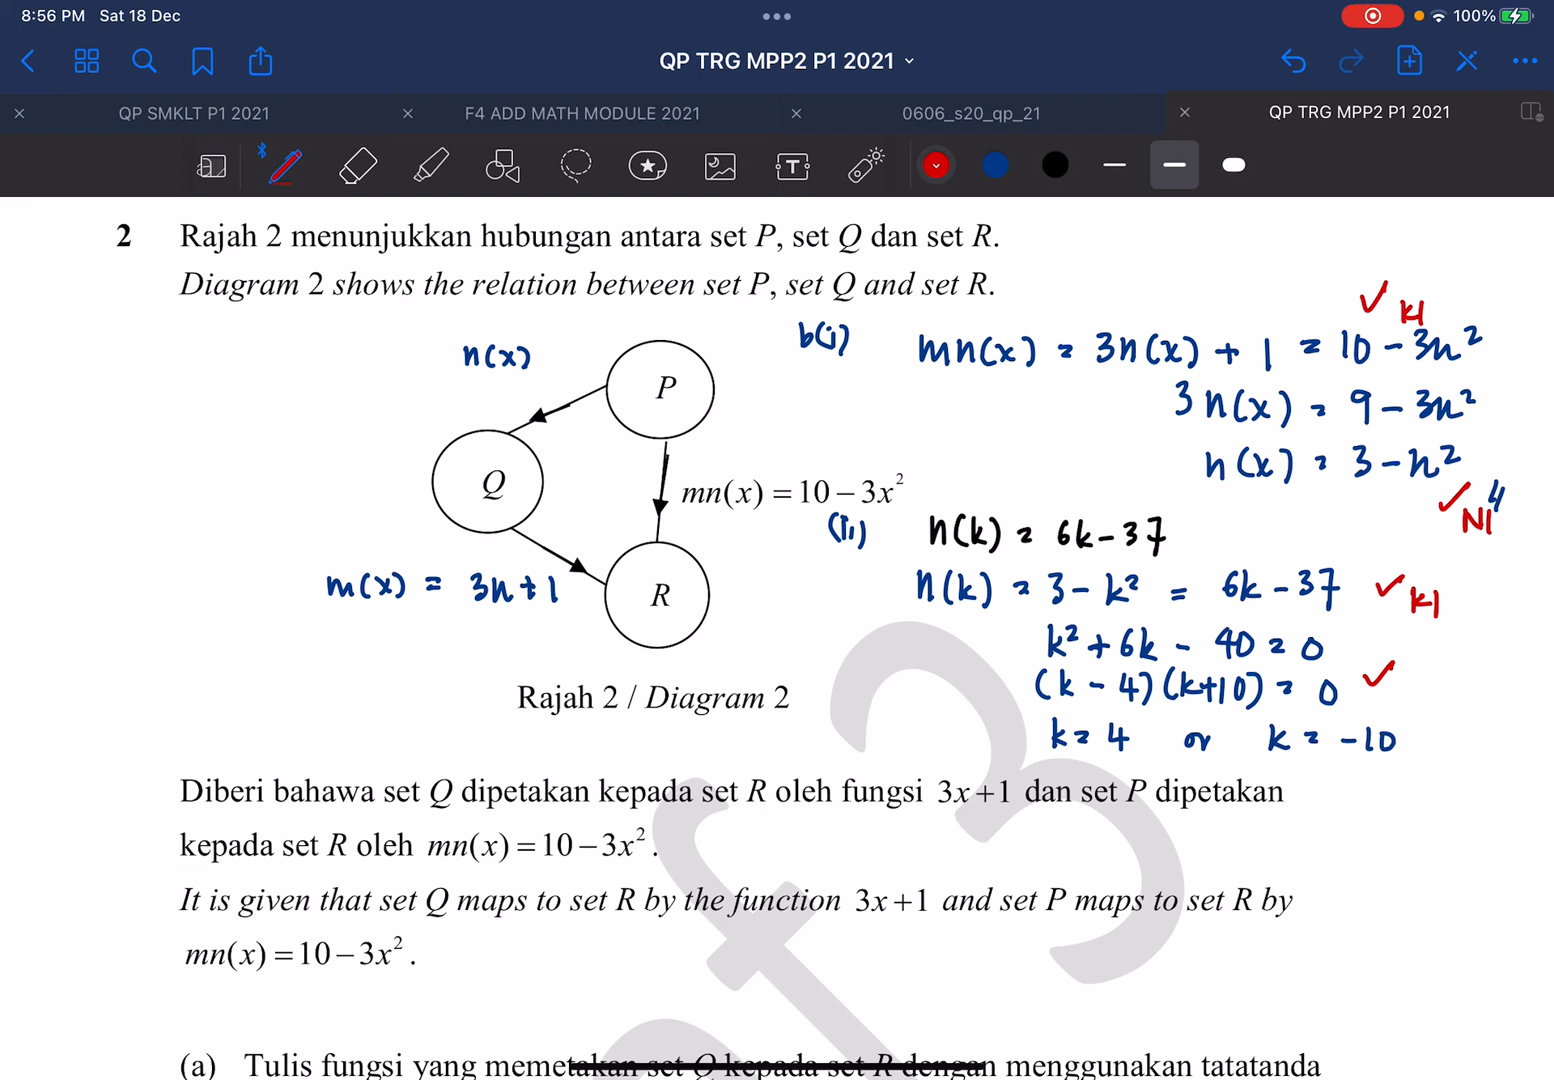 8:56 PM Sat 18 Dec
100%
QP TRG MPP2 P1 2021
QP SMKLT P1 2021
F4 ADD MATH MODULE 2021
0606_s20_qp_21
QP TRG MPP2 P1 2021
2 Rajah 2 menunjukkan hubungan antara set P, set Q dan set R.
Diagram 2 shows the relation between set P, set Q and set R.
n(x)
P
Q
mn(x) = 10 − 3x²
m(x) = 3x + 1
R
Rajah 2 / Diagram 2
b(i) mn(x) = 3n(x) + 1 = 10 − 3x² ✓ K1
3n(x) = 9 − 3x²
n(x) = 3 − x²
✓ N1 4
(ii) n(k) = 6k − 37
n(k) = 3 − k² = 6k − 37 ✓ K1
k² + 6k − 40 = 0
(k − 4)(k + 10) = 0 ✓
k = 4 or k = −10
Diberi bahawa set Q dipetakan kepada set R oleh fungsi 3x+1 dan set P dipetakan
kepada set R oleh mn(x) = 10 − 3x².
It is given that set Q maps to set R by the function 3x+1 and set P maps to set R by
mn(x) = 10 − 3x².
(a) Tulis fungsi yang memetakan set Q kepada set R dengan menggunakan tatatanda